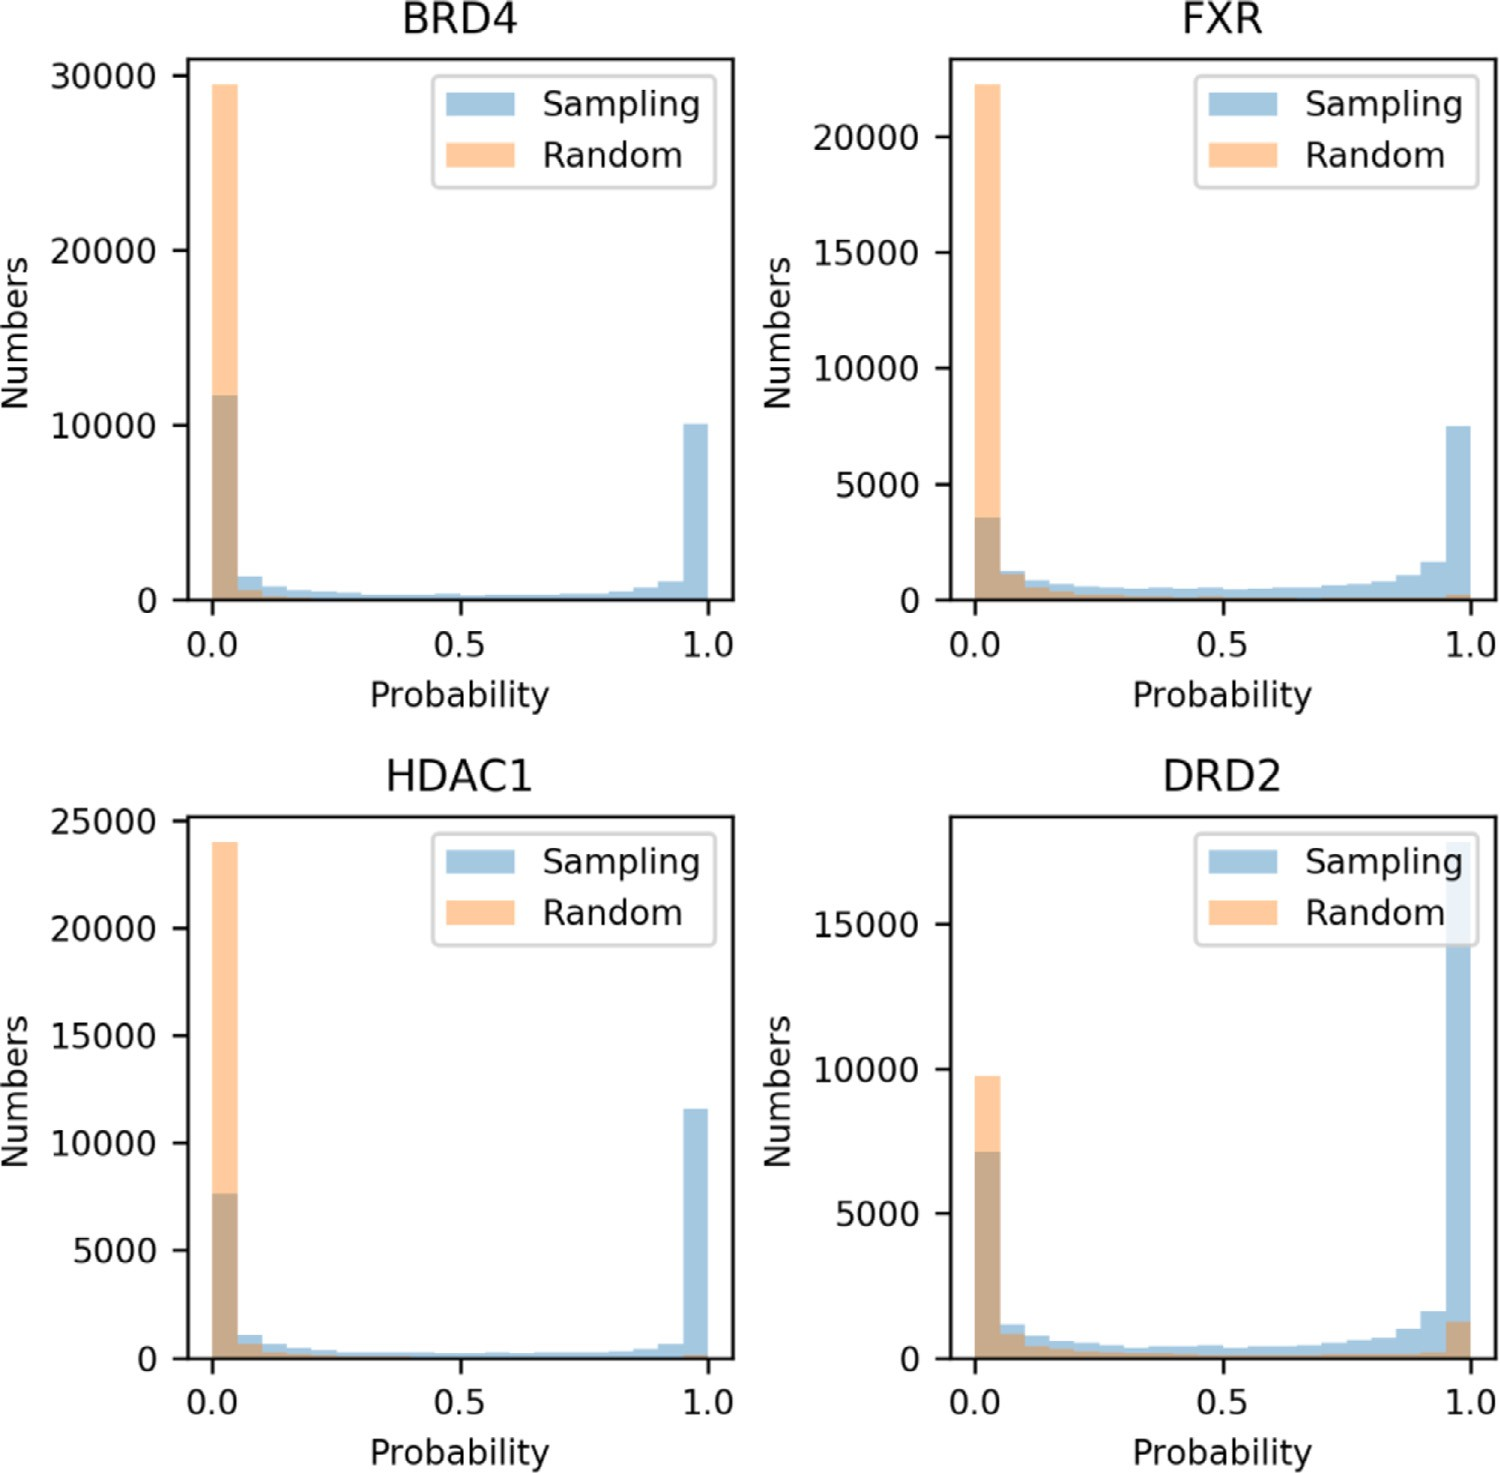 BRD4
30000
20000
10000
0
Numbers
0.0 0.5 1.0
Probability
Sampling
Random
FXR
20000
15000
10000
5000
0
Numbers
0.0 0.5 1.0
Probability
Sampling
Random
HDAC1
25000
20000
15000
10000
5000
0
Numbers
0.0 0.5 1.0
Probability
Sampling
Random
DRD2
15000
10000
5000
0
Numbers
0.0 0.5 1.0
Probability
Sampling
Random